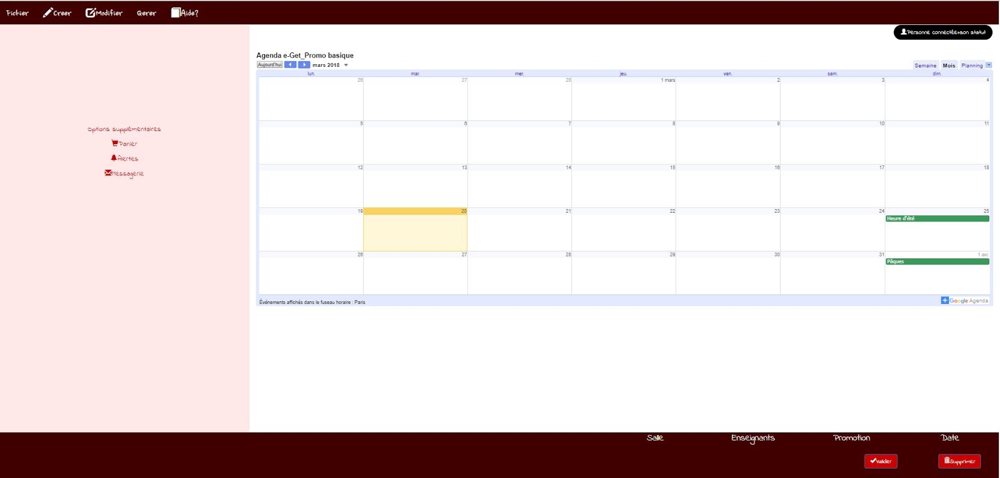 Fichier Creer Modifier Gerer Aide?
Personne connectée+son statut
Agenda e-Get_Promo basique
Aujourd'hui mars 2018 Semaine Mois Planning
lun. mar. mer. jeu. ven. sam. dim.
26 27 28 1 mars 2 3 4
5 6 7 8 9 10 11
Options supplémentaires
Panier
Alertes
Messagerie
12 13 14 15 16 17 18
19 20 21 22 23 24 25
Heure d'été
26 27 28 29 30 31 1 avr.
Pâques
Événements affichés dans le fuseau horaire : Paris
Google Agenda
Salle Enseignants Promotion Date
Valider Supprimer